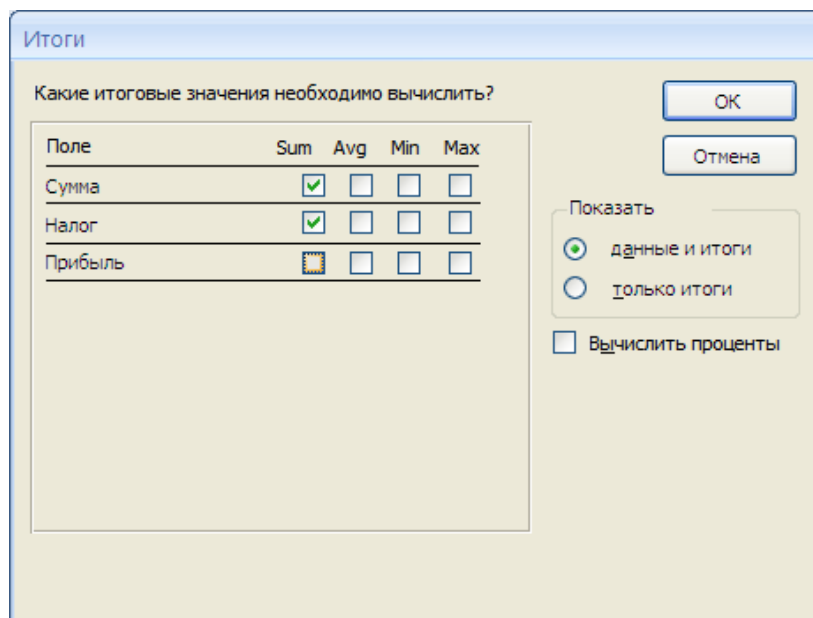 Итоги
Какие итоговые значения необходимо вычислить?
ОК
Отмена
Поле Sum Avg Min Max
Сумма
Налог
Прибыль
Показать
данные и итоги
только итоги
Вычислить проценты